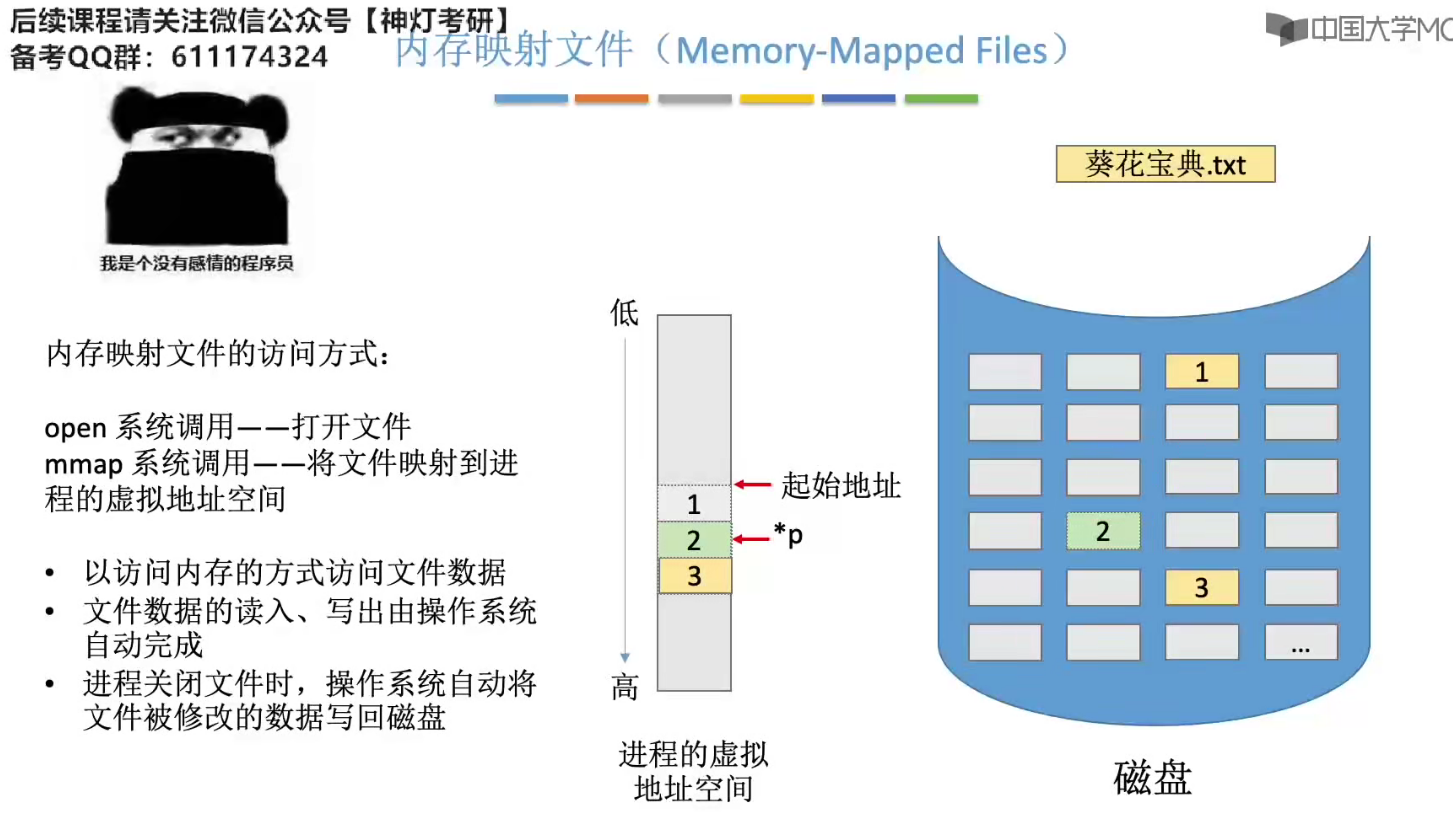 后续课程请关注微信公众号【神灯考研】
备考QQ群：611174324
中国大学MO
内存映射文件（Memory-Mapped Files）
我是个没有感情的程序员
葵花宝典.txt
内存映射文件的访问方式：
open 系统调用——打开文件
mmap 系统调用——将文件映射到进
程的虚拟地址空间
• 以访问内存的方式访问文件数据
• 文件数据的读入、写出由操作系统
自动完成
• 进程关闭文件时，操作系统自动将
文件被修改的数据写回磁盘
低
起始地址
1
2
*p
3
高
进程的虚拟
地址空间
1
2
3
...
磁盘